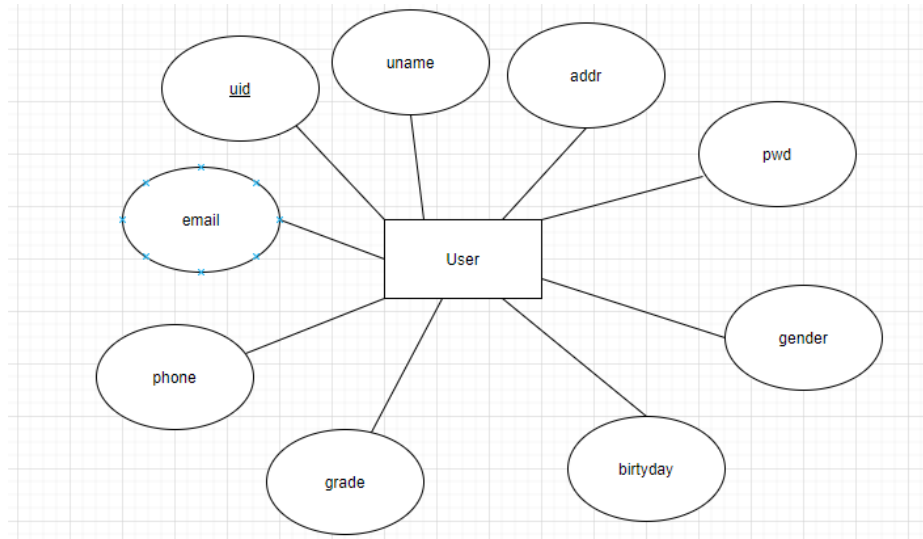 uname
addr
uid
pwd
email
User
gender
phone
birtyday
grade